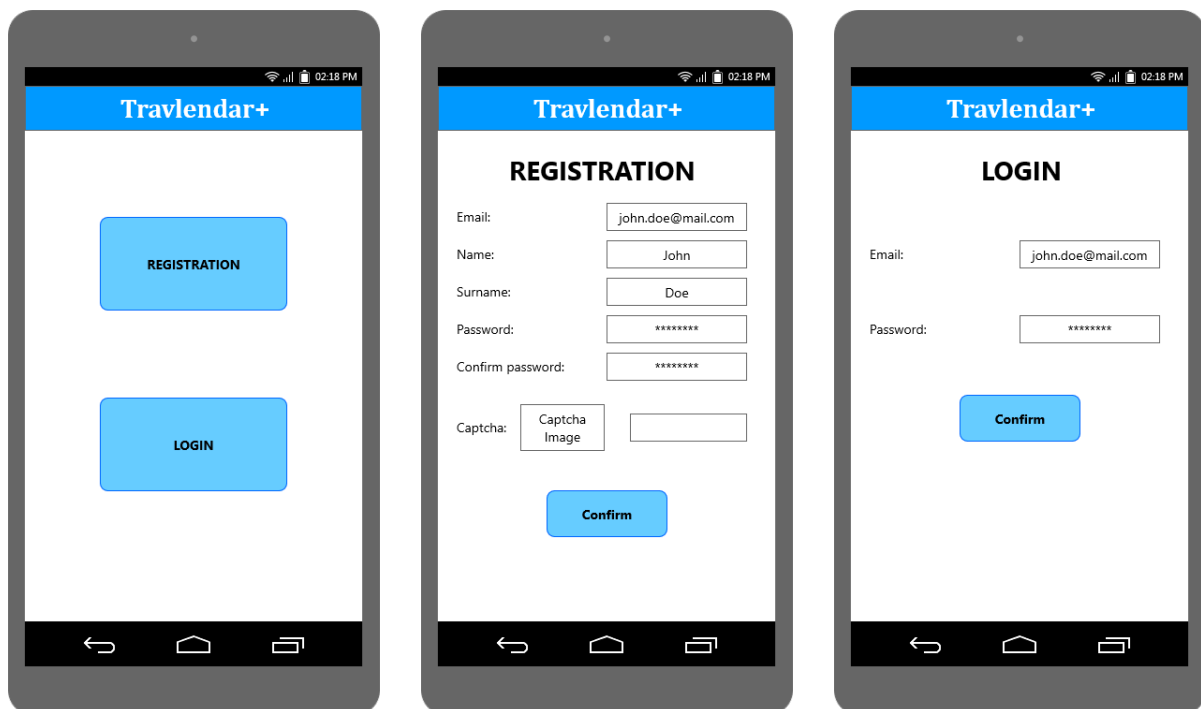 02:18 PM
Travlendar+
REGISTRATION
LOGIN
02:18 PM
Travlendar+
REGISTRATION
Email:
john.doe@mail.com
Name:
John
Surname:
Doe
Password:
********
Confirm password:
********
Captcha:
Captcha
Image
Confirm
02:18 PM
Travlendar+
LOGIN
Email:
john.doe@mail.com
Password:
********
Confirm